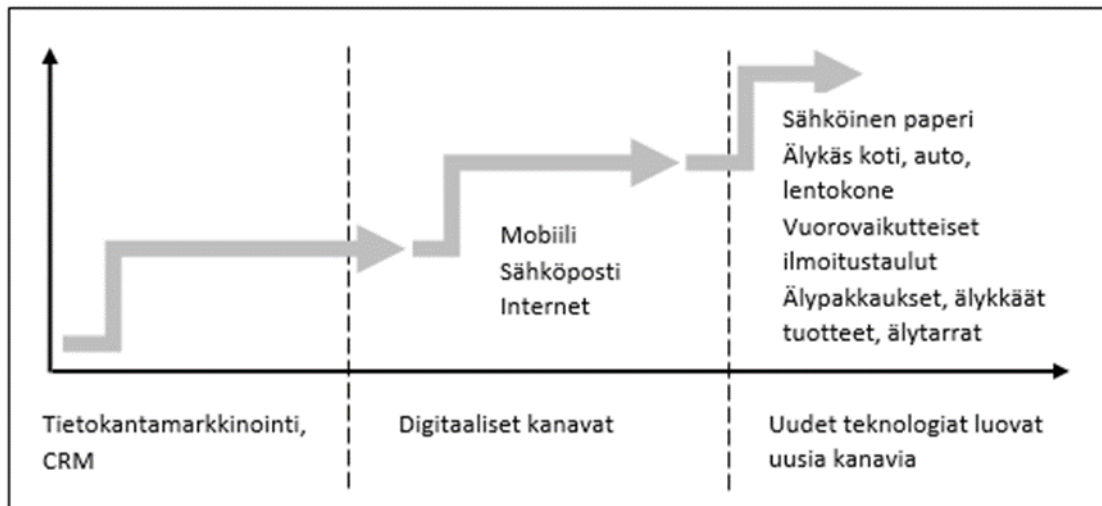 Sähköinen paperi
Älykäs koti, auto,
lentokone
Vuorovaikutteiset
ilmoitustaulut
Älypakkaukset, älykkäät
tuotteet, älytarrat
Mobiili
Sähköposti
Internet
Tietokantamarkkinointi,
CRM
Digitaaliset kanavat
Uudet teknologiat luovat
uusia kanavia